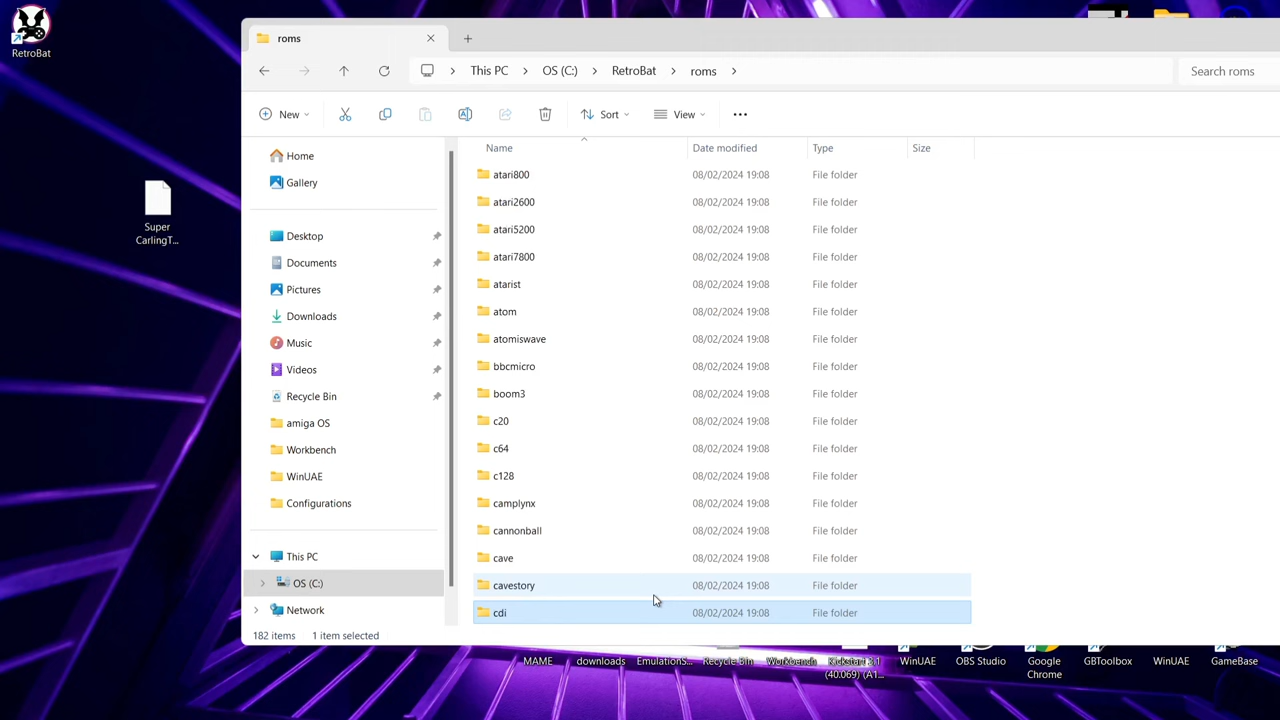 RetroBat
Super
CarlingT...
roms
This PC
OS (C:)
RetroBat
roms
Search roms
New
Sort
View
Home
Gallery
Desktop
Documents
Pictures
Downloads
Music
Videos
Recycle Bin
amiga OS
Workbench
WinUAE
Configurations
This PC
OS (C:)
Network
Name Date modified Type Size
atari800 08/02/2024 19:08 File folder
atari2600 08/02/2024 19:08 File folder
atari5200 08/02/2024 19:08 File folder
atari7800 08/02/2024 19:08 File folder
atarist 08/02/2024 19:08 File folder
atom 08/02/2024 19:08 File folder
atomiswave 08/02/2024 19:08 File folder
bbcmicro 08/02/2024 19:08 File folder
boom3 08/02/2024 19:08 File folder
c20 08/02/2024 19:08 File folder
c64 08/02/2024 19:08 File folder
c128 08/02/2024 19:08 File folder
camplynx 08/02/2024 19:08 File folder
cannonball 08/02/2024 19:08 File folder
cave 08/02/2024 19:08 File folder
cavestory 08/02/2024 19:08 File folder
cdi 08/02/2024 19:08 File folder
182 items 1 item selected
MAME
downloads
EmulationS...
Recycle Bin
Workbench
Kickstart 3.1
(40.069) (A1...
WinUAE
OBS Studio
Google
Chrome
GBToolbox
WinUAE
GameBase